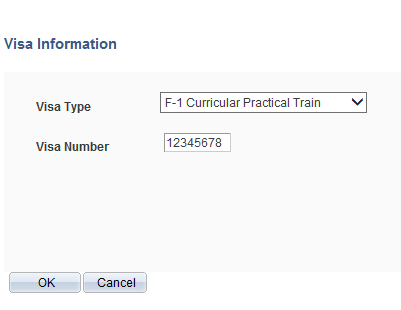 Visa Information
Visa Type F-1 Curricular Practical Train
Visa Number 12345678
OK Cancel